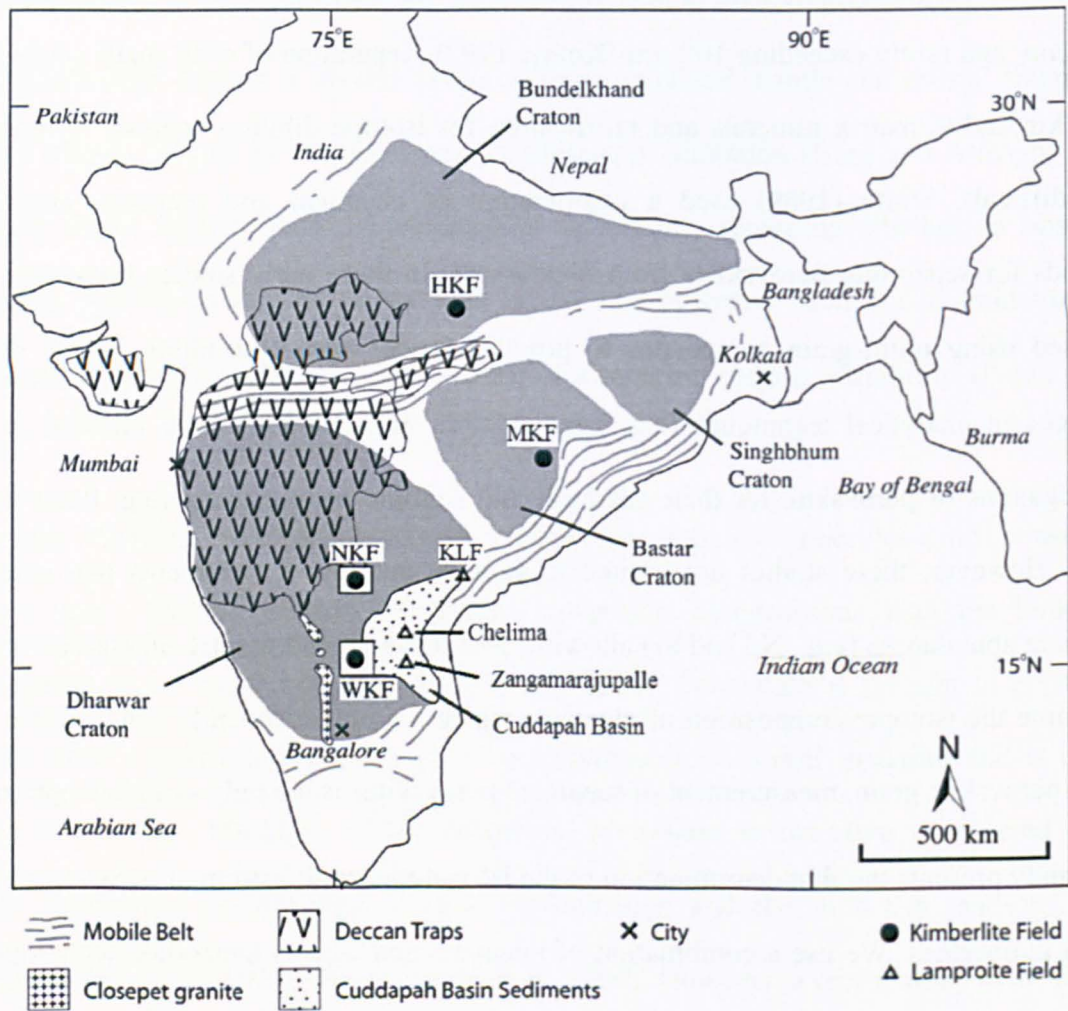 75°E
90°E
30°N
15°N
Pakistan
India
Bundelkhand
Craton
Nepal
HKF
Bangladesh
Kolkata
MKF
Mumbai
Singhbhum
Craton
Burma
Bay of Bengal
Bastar
Craton
NKF
KLF
Chelima
WKF
Zangamarajupalle
Indian Ocean
Dharwar
Craton
Cuddapah Basin
Bangalore
Arabian Sea
N
500 km
Mobile Belt
Deccan Traps
City
Kimberlite Field
Closepet granite
Cuddapah Basin Sediments
Lamproite Field